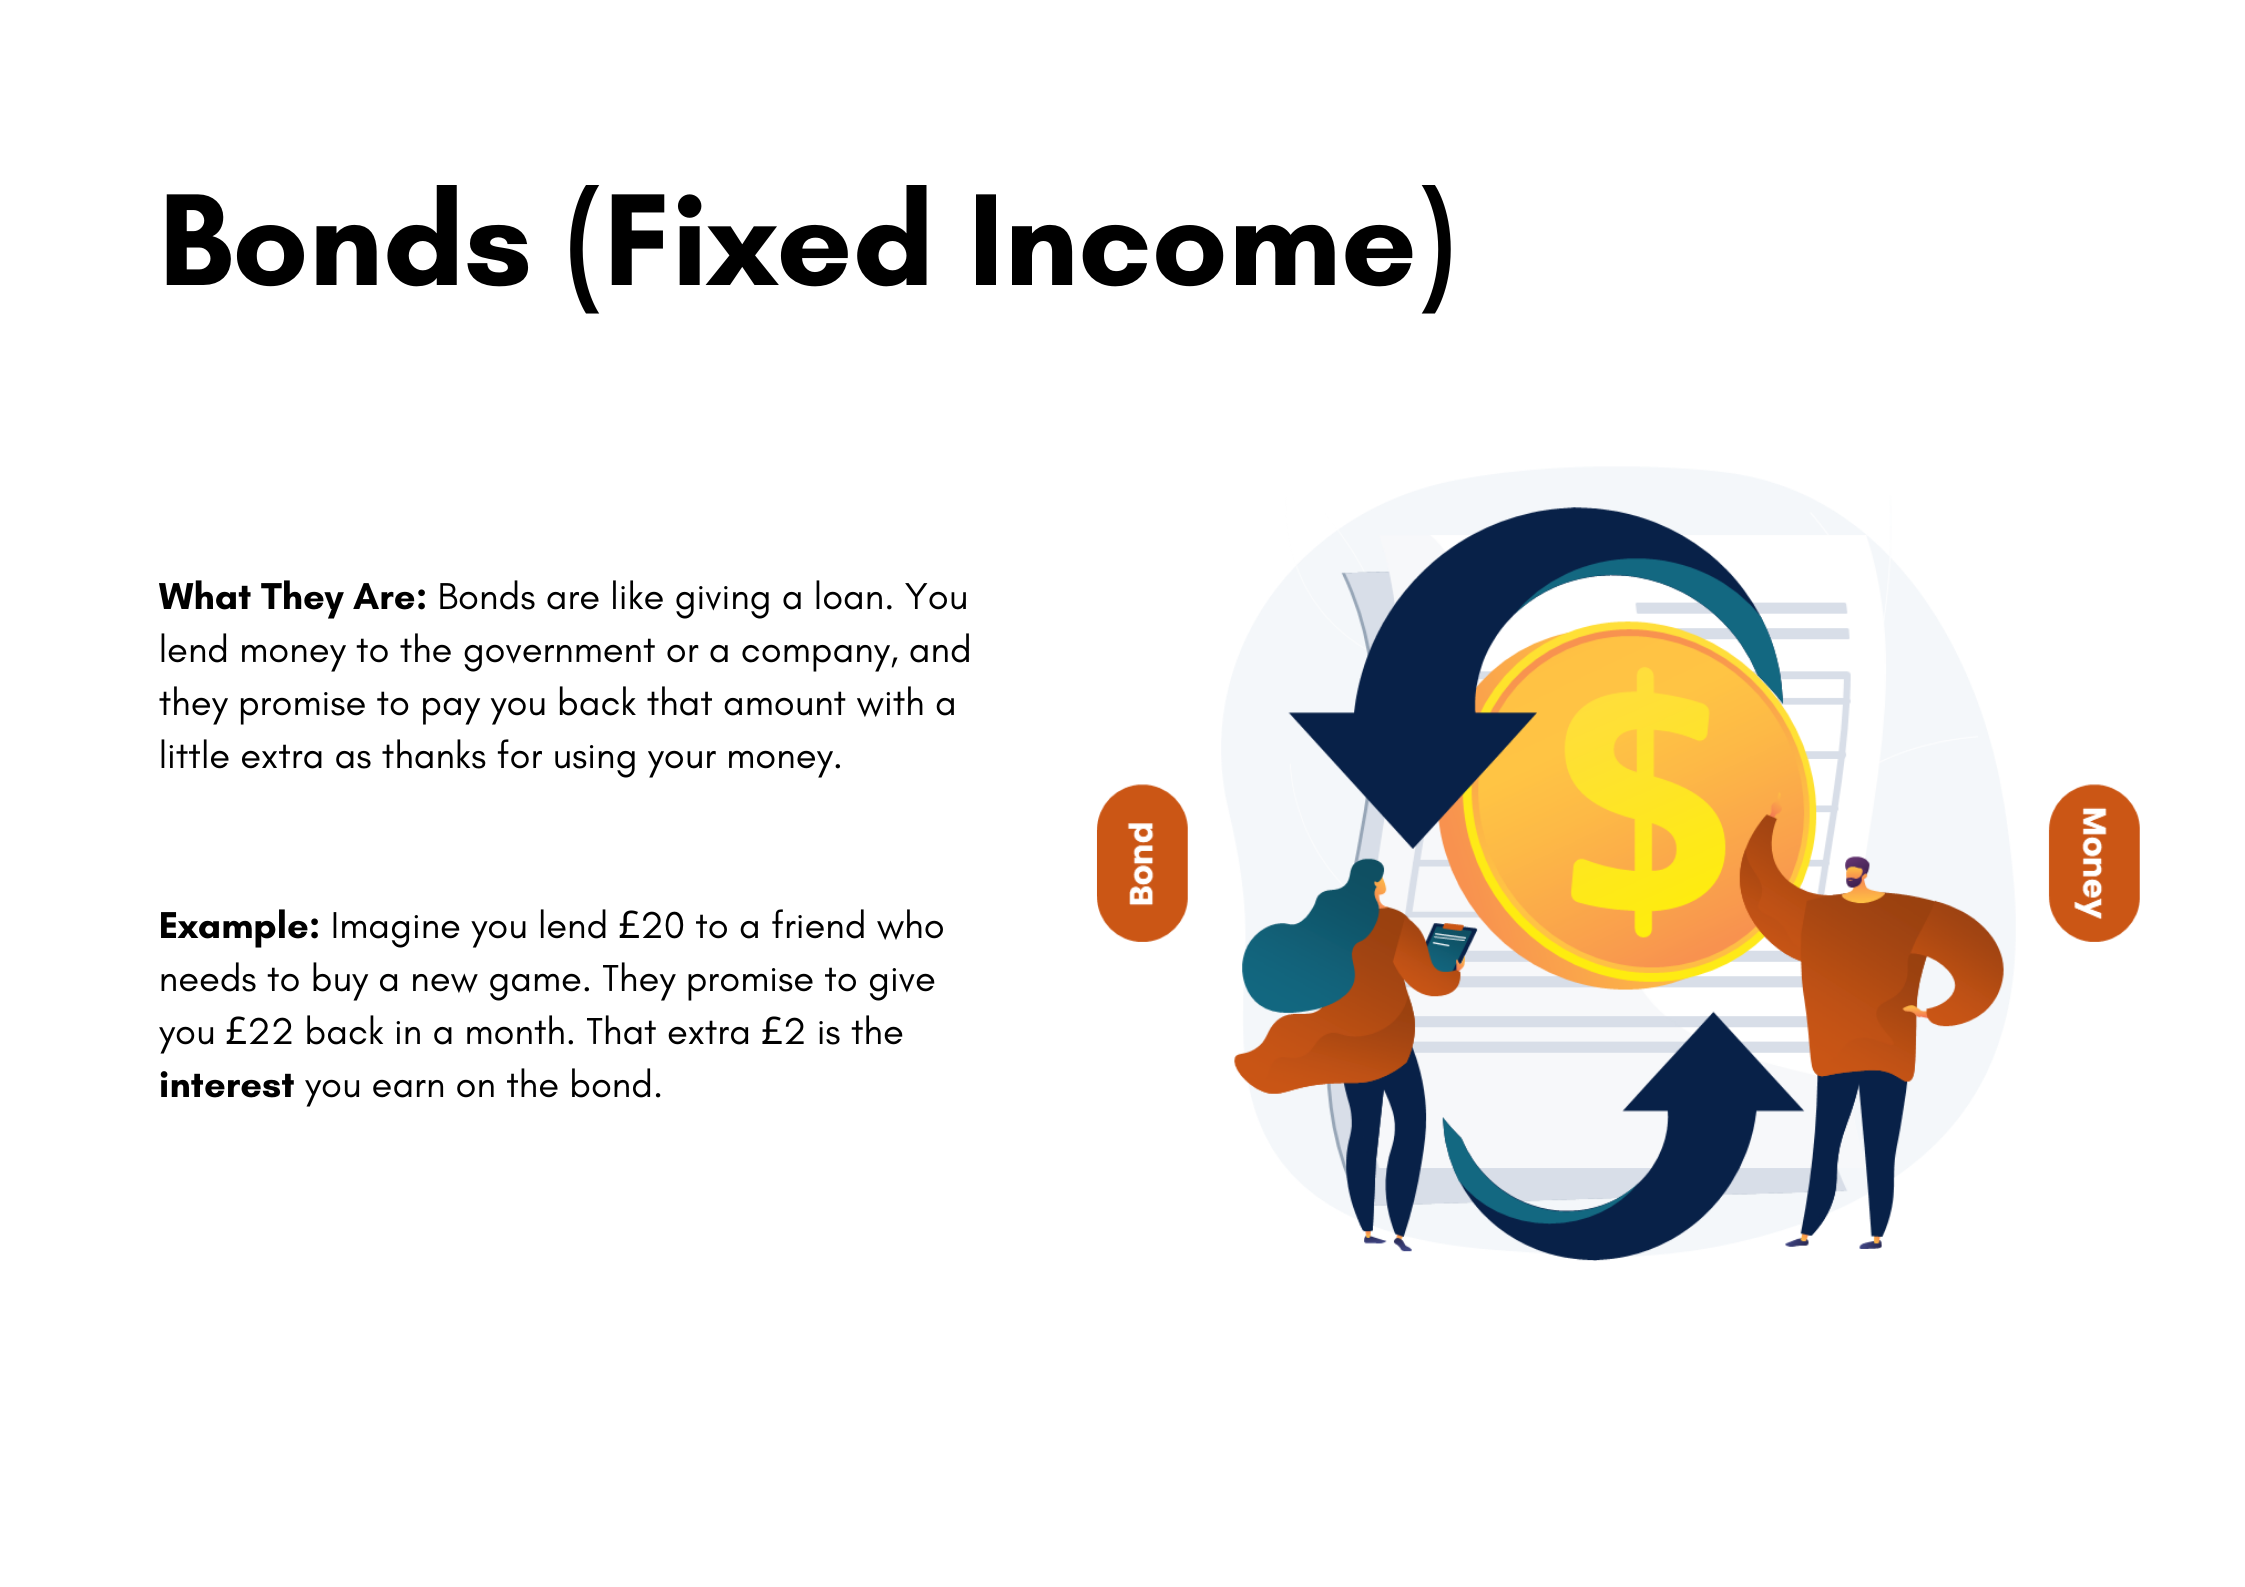 Bonds (Fixed Income)
What They Are: Bonds are like giving a loan. You
lend money to the government or a company, and
they promise to pay you back that amount with a
little extra as thanks for using your money.
Example: Imagine you lend £20 to a friend who
needs to buy a new game. They promise to give
you £22 back in a month. That extra £2 is the
interest you earn on the bond.
Bond
$
Money